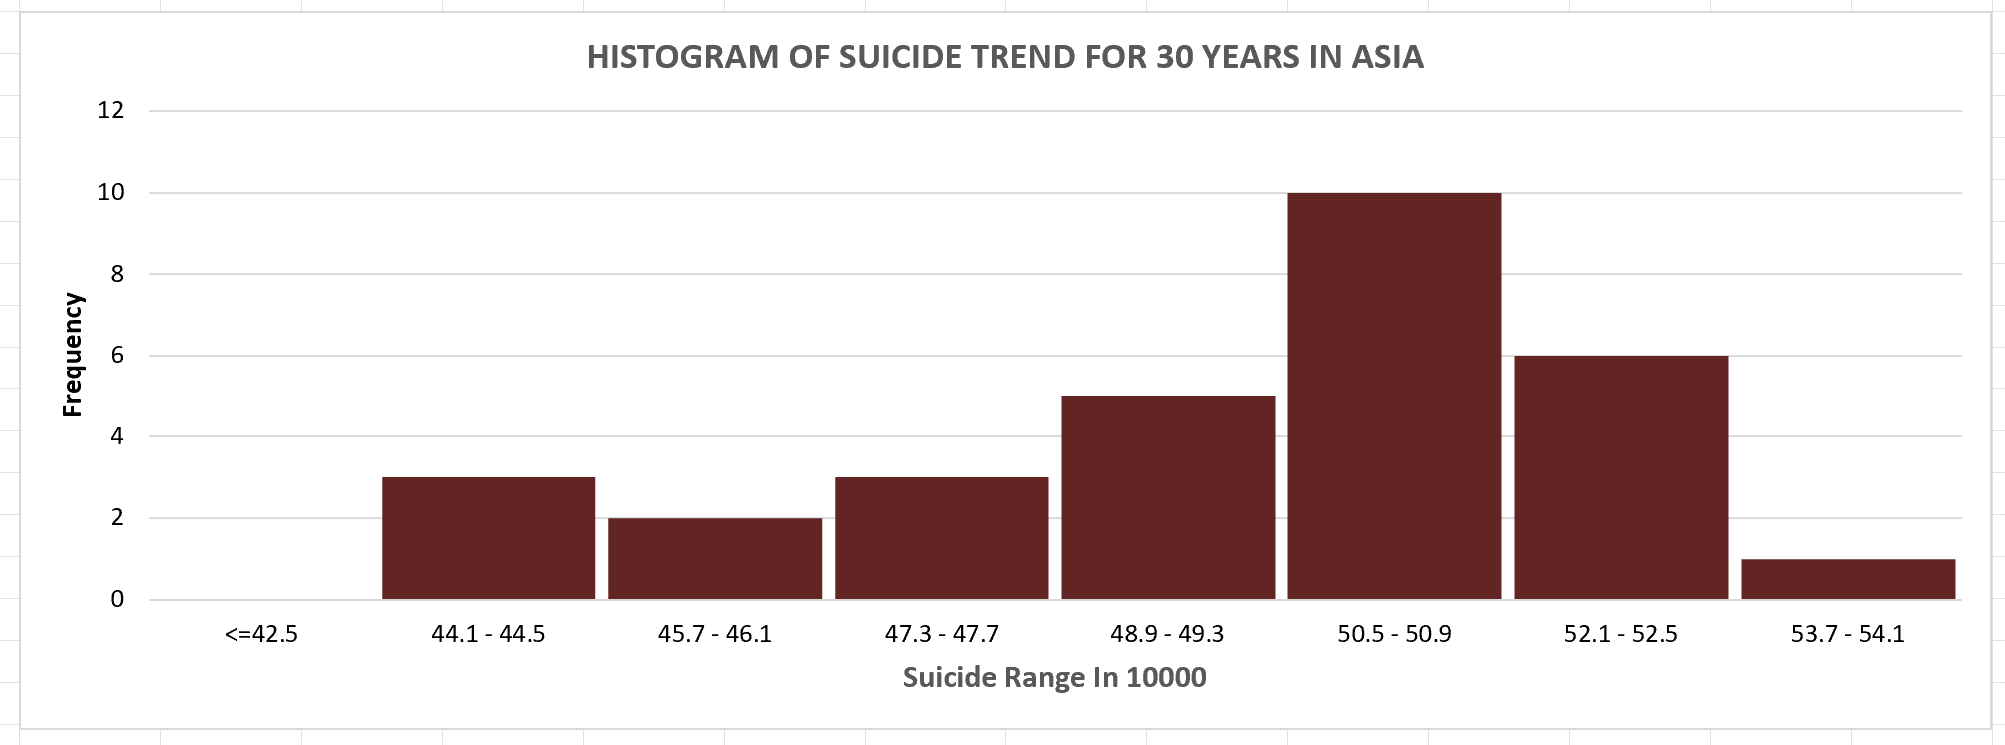 HISTOGRAM OF SUICIDE TREND FOR 30 YEARS IN ASIA
12
10
8
6
4
2
0
Frequency
<=42.5 44.1 - 44.5 45.7 - 46.1 47.3 - 47.7 48.9 - 49.3 50.5 - 50.9 52.1 - 52.5 53.7 - 54.1
Suicide Range In 10000